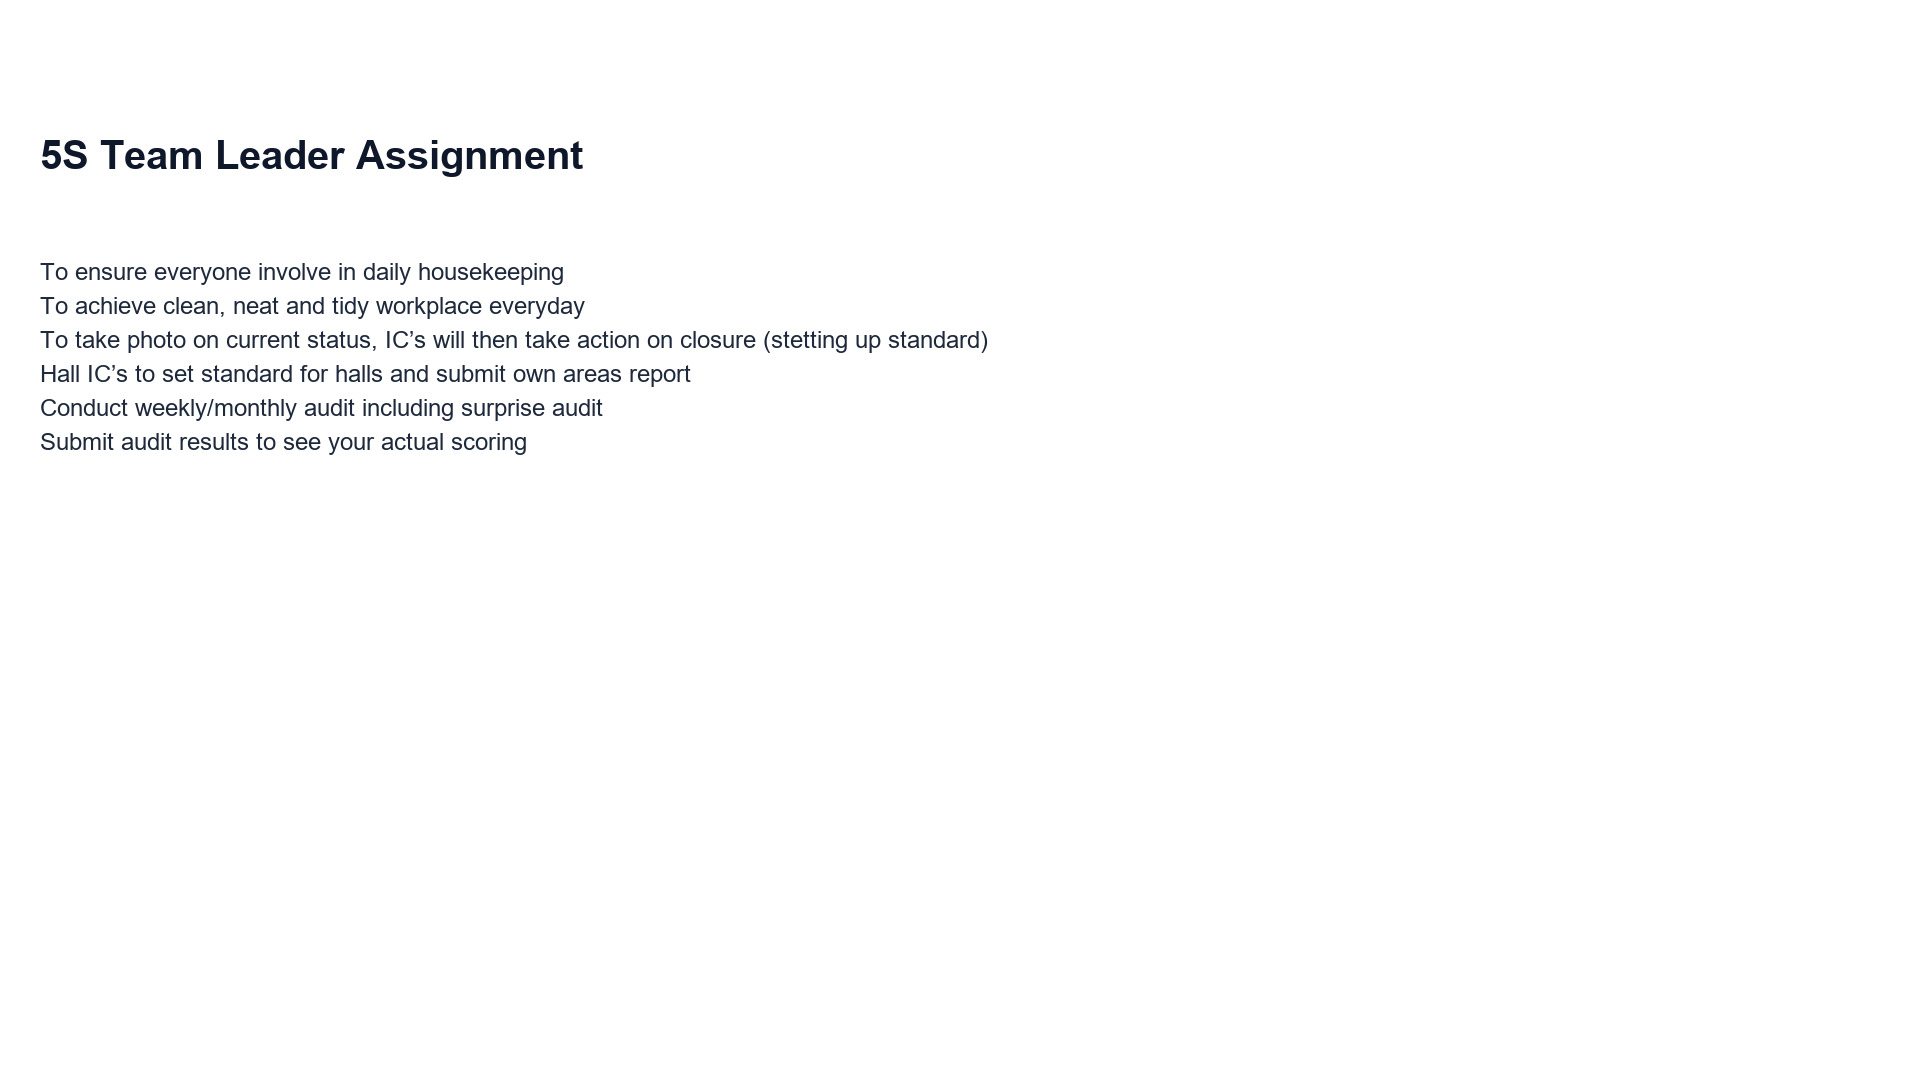 5S Team Leader Assignment
To ensure everyone involve in daily housekeeping
To achieve clean, neat and tidy workplace everyday
To take photo on current status, IC’s will then take action on closure (stetting up standard)
Hall IC’s to set standard for halls and submit own areas report
Conduct weekly/monthly audit including surprise audit
Submit audit results to see your actual scoring